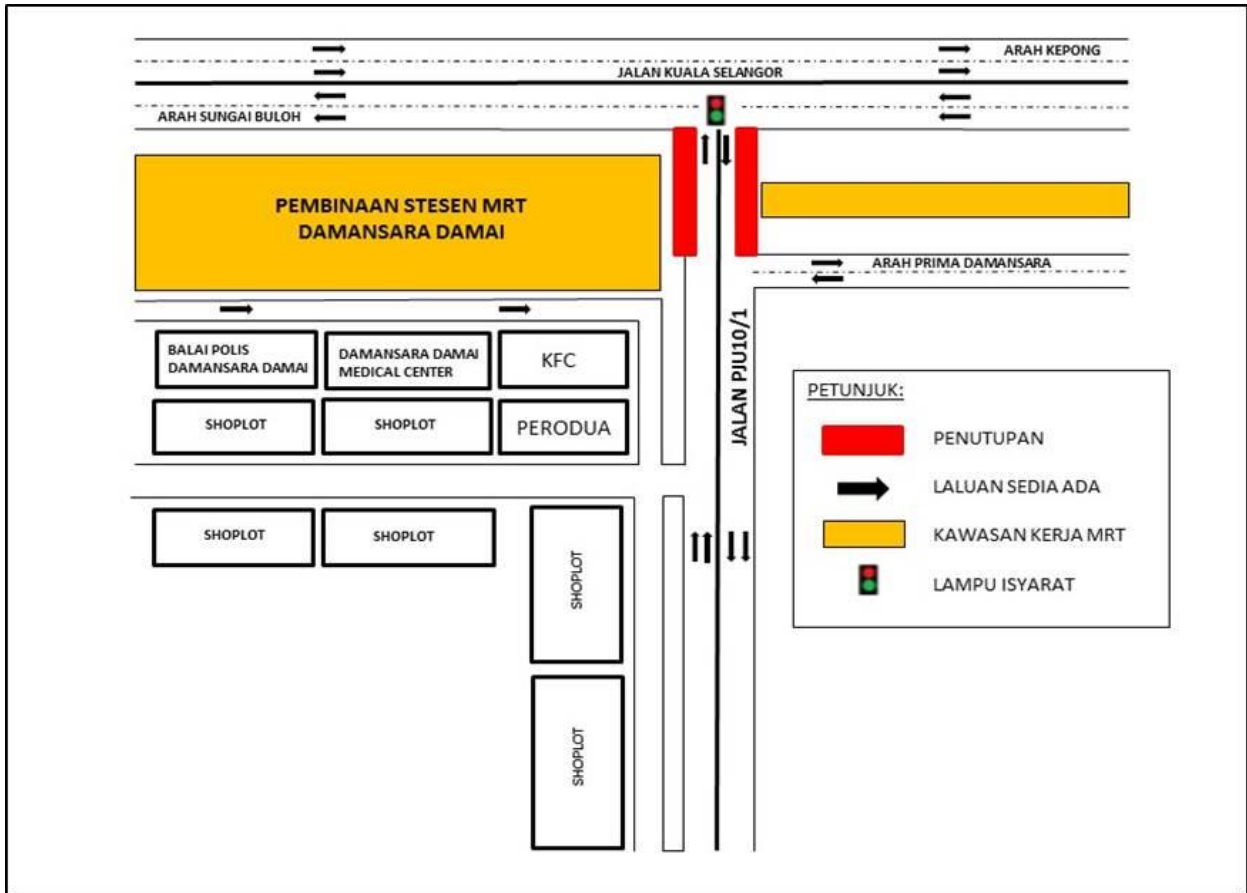 ARAH KEPONG
JALAN KUALA SELANGOR
ARAH SUNGAI BULOH
PEMBINAAN STESEN MRT
DAMANSARA DAMAI
ARAH PRIMA DAMANSARA
BALAI POLIS
DAMANSARA DAMAI
DAMANSARA DAMAI
MEDICAL CENTER
KFC
SHOPLOT
SHOPLOT
PERODUA
JALAN PJU10/1
SHOPLOT
SHOPLOT
SHOPLOT
SHOPLOT
PETUNJUK:
PENUTUPAN
LALUAN SEDIA ADA
KAWASAN KERJA MRT
LAMPU ISYARAT